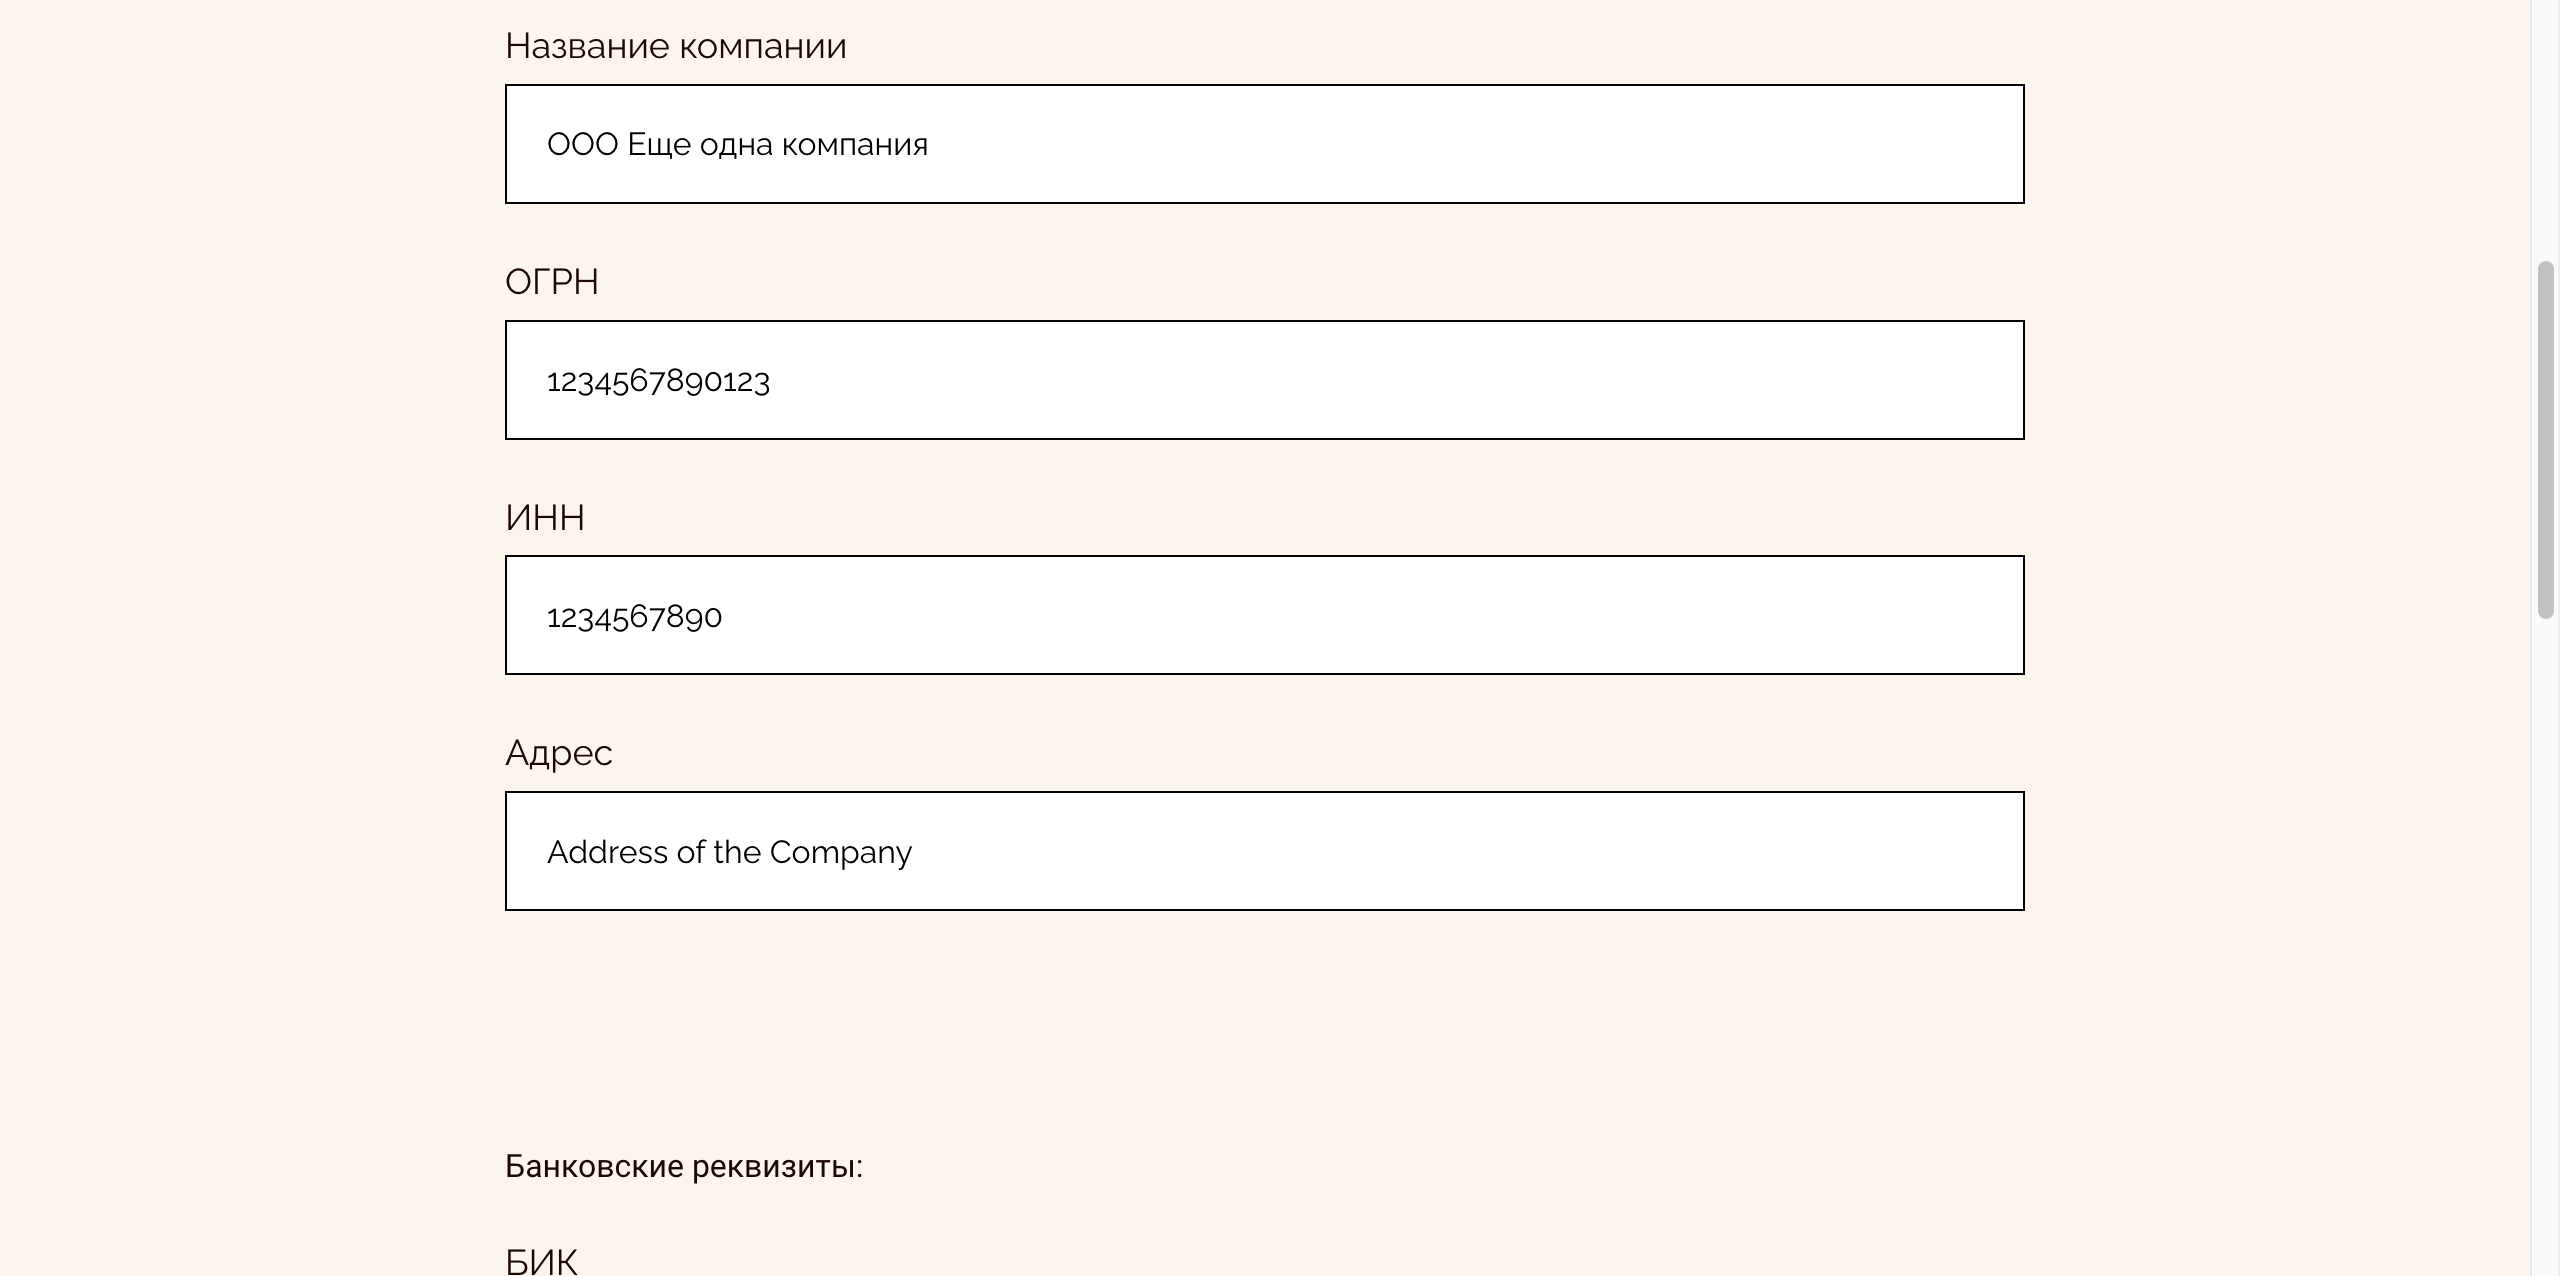 Название компании
ООО Еще одна компания
ОГРН
1234567890123
ИНН
1234567890
Адрес
Address of the Company
Банковские реквизиты:
БИК